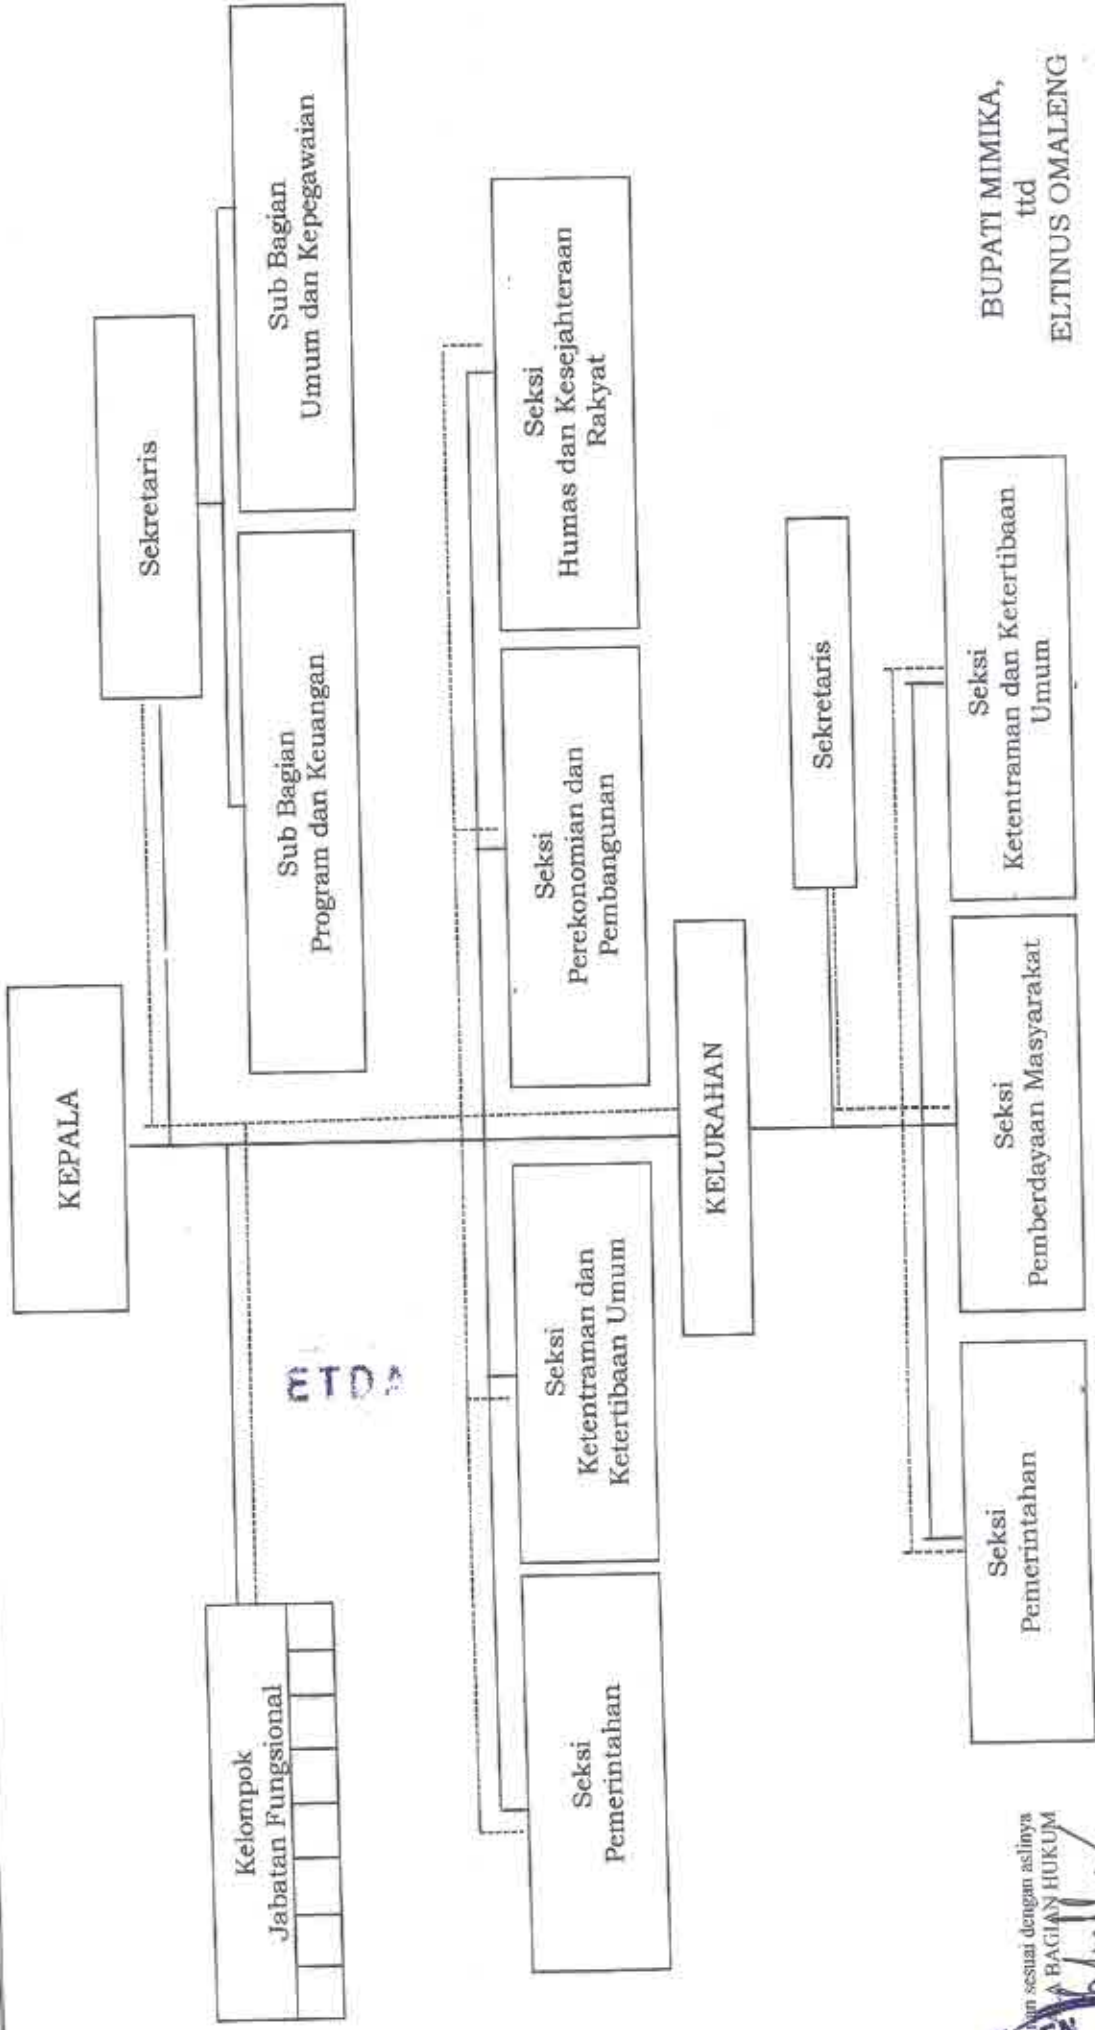 KEPALA
Sekretaris
Kelompok
Jabatan Fungsional
Sub Bagian
Program dan Keuangan
Sub Bagian
Umum dan Kepegawaian
Seksi
Pemerintahan
Seksi
Ketentraman dan
Ketertibaan Umum
Seksi
Perekonomian dan
Pembangunan
Seksi
Humas dan Kesejahteraan
Rakyat
KELURAHAN
Sekretaris
Seksi
Pemerintahan
Seksi
Pemberdayaan Masyarakat
Seksi
Ketentraman dan Ketertibaan
Umum
BUPATI MIMIKA,
ttd
ELTINUS OMALENG
sesuai dengan aslinya
BAGIAN HUKUM